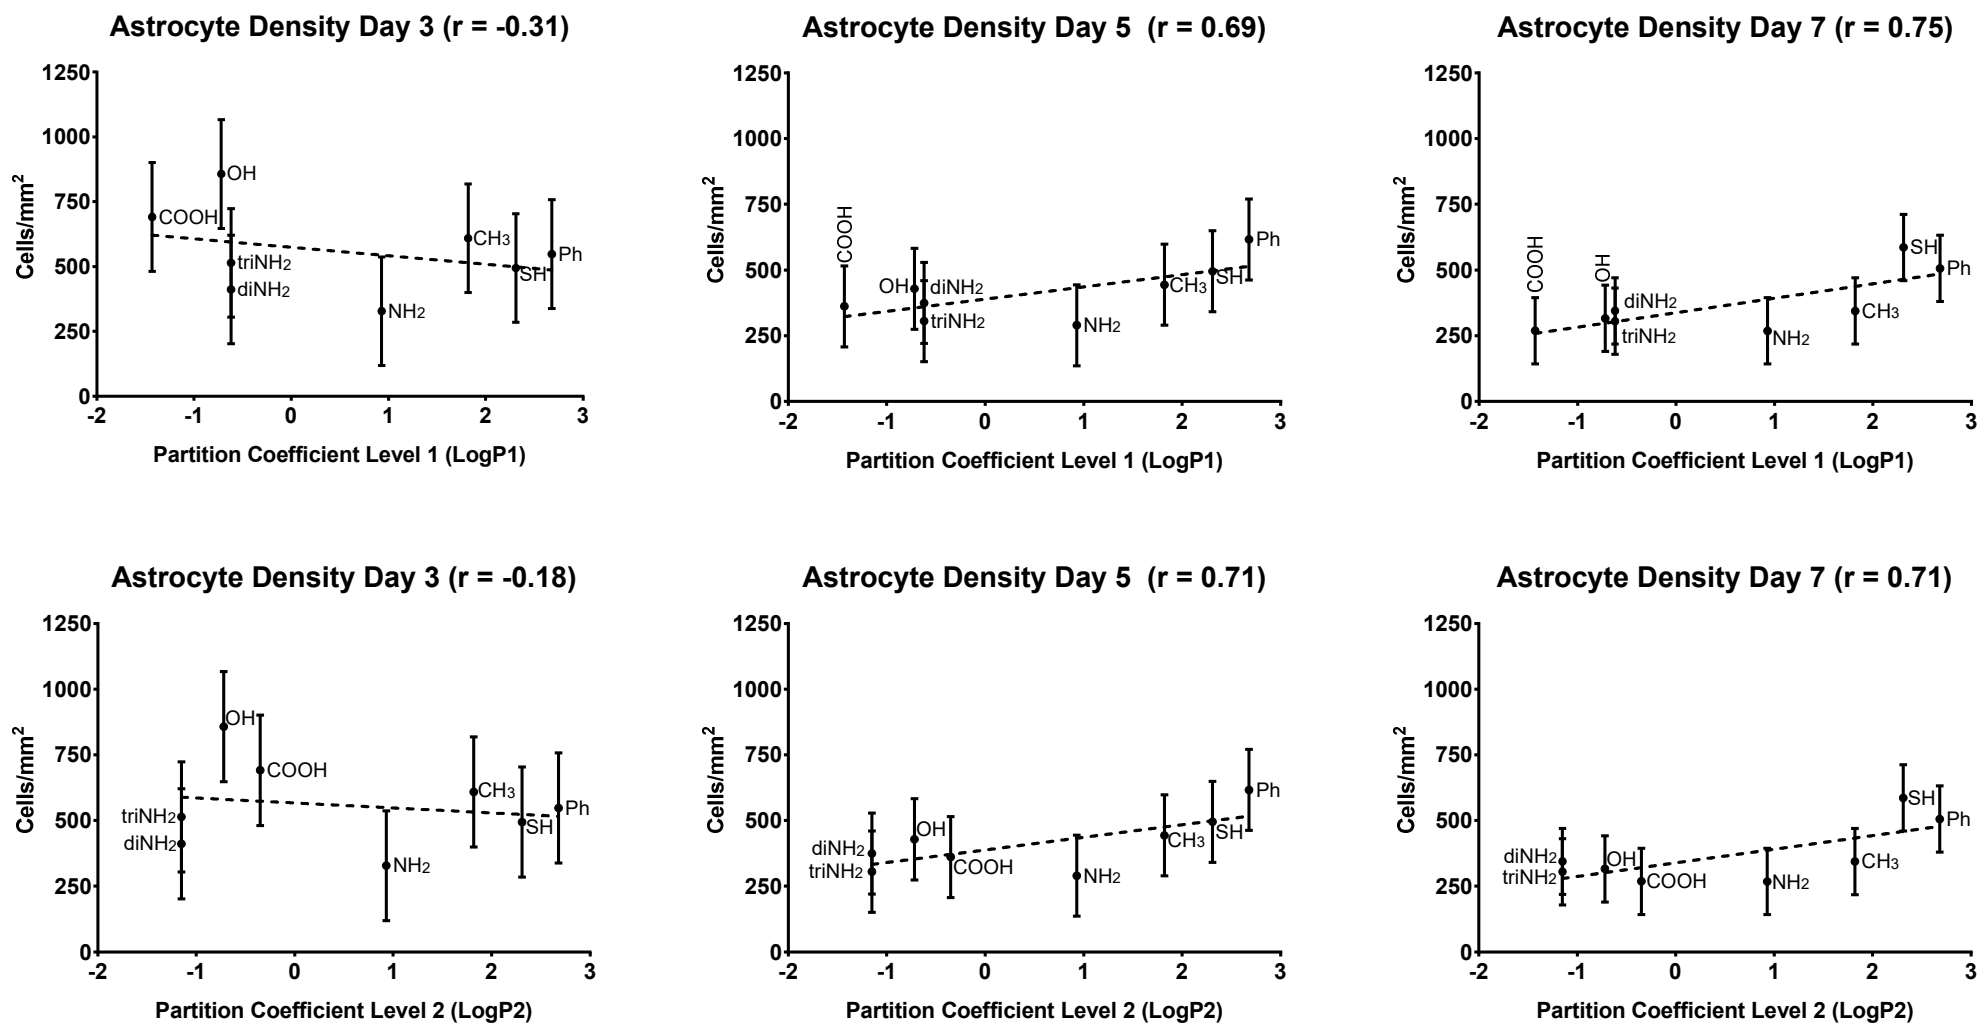 Astrocyte Density Day 3 (r = -0.31)
1250
1000
750
500
250
0
Cells/mm²
COOH
OH
triNH2
diNH2
NH2
CH3
SH
Ph
-2 -1 0 1 2 3
Partition Coefficient Level 1 (LogP1)
Astrocyte Density Day 5 (r = 0.69)
1250
1000
750
500
250
0
Cells/mm²
COOH
OH
diNH2
triNH2
NH2
CH3
SH
Ph
-2 -1 0 1 2 3
Partition Coefficient Level 1 (LogP1)
Astrocyte Density Day 7 (r = 0.75)
1250
1000
750
500
250
0
Cells/mm²
COOH
OH
diNH2
triNH2
NH2
CH3
SH
Ph
-2 -1 0 1 2 3
Partition Coefficient Level 1 (LogP1)
Astrocyte Density Day 3 (r = -0.18)
1250
1000
750
500
250
0
Cells/mm²
triNH2
diNH2
OH
COOH
NH2
CH3
SH
Ph
-2 -1 0 1 2 3
Partition Coefficient Level 2 (LogP2)
Astrocyte Density Day 5 (r = 0.71)
1250
1000
750
500
250
0
Cells/mm²
diNH2
triNH2
OH
COOH
NH2
CH3
SH
Ph
-2 -1 0 1 2 3
Partition Coefficient Level 2 (LogP2)
Astrocyte Density Day 7 (r = 0.71)
1250
1000
750
500
250
0
Cells/mm²
diNH2
triNH2
OH
COOH
NH2
CH3
SH
Ph
-2 -1 0 1 2 3
Partition Coefficient Level 2 (LogP2)